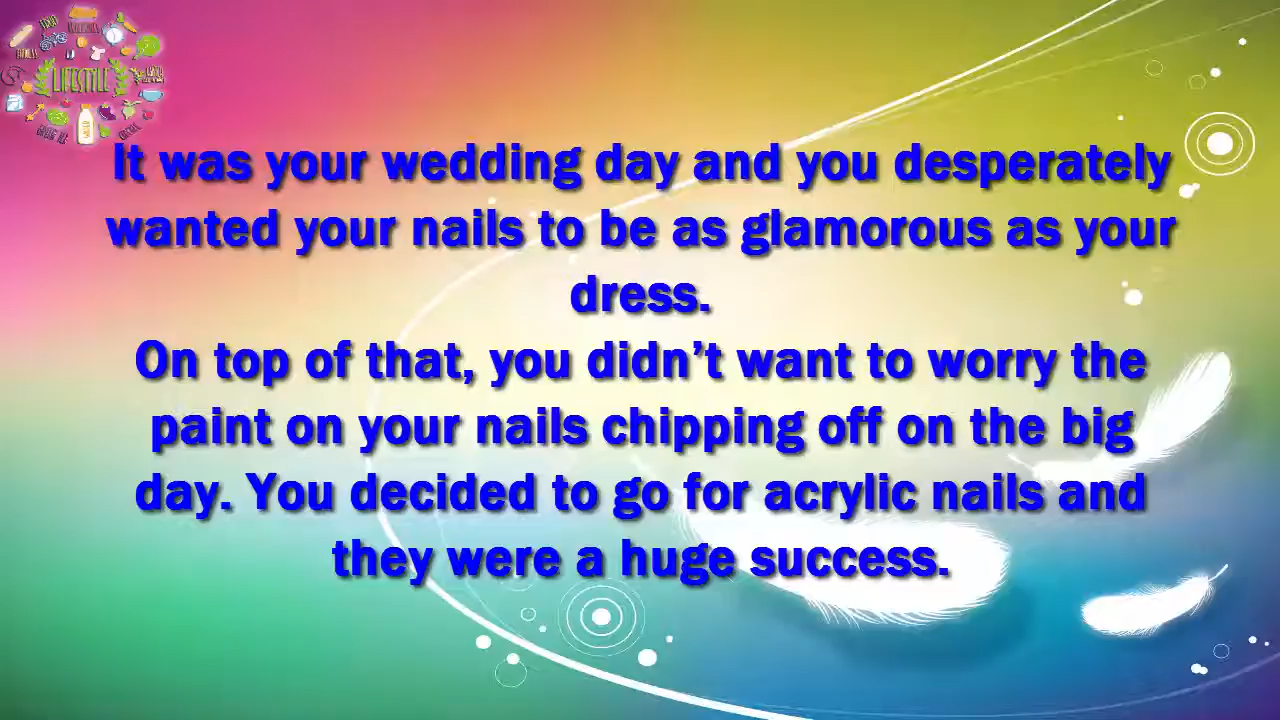 LIFESTYLE
It was your wedding day and you desperately
wanted your nails to be as glamorous as your
dress.
On top of that, you didn’t want to worry the
paint on your nails chipping off on the big
day. You decided to go for acrylic nails and
they were a huge success.